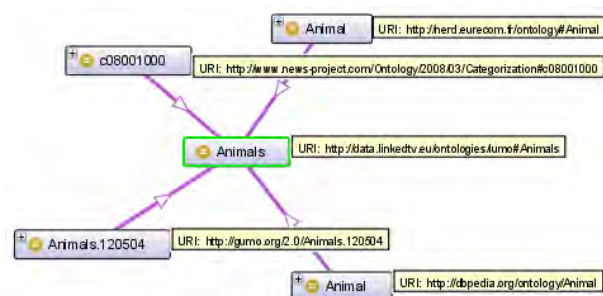 Animal
URI: http://nerd.eurecom.fr/ontology#Animal
c08001000
URI: http://www.news-project.com/Ontology/2008/03/Categorization#c08001000
Animals
URI: http://data.linkedtv.eu/ontologies/umo#Animals
Animals.120504
URI: http://gumo.org/2.0/Animals.120504
Animal
URI: http://dbpedia.org/ontology/Animal